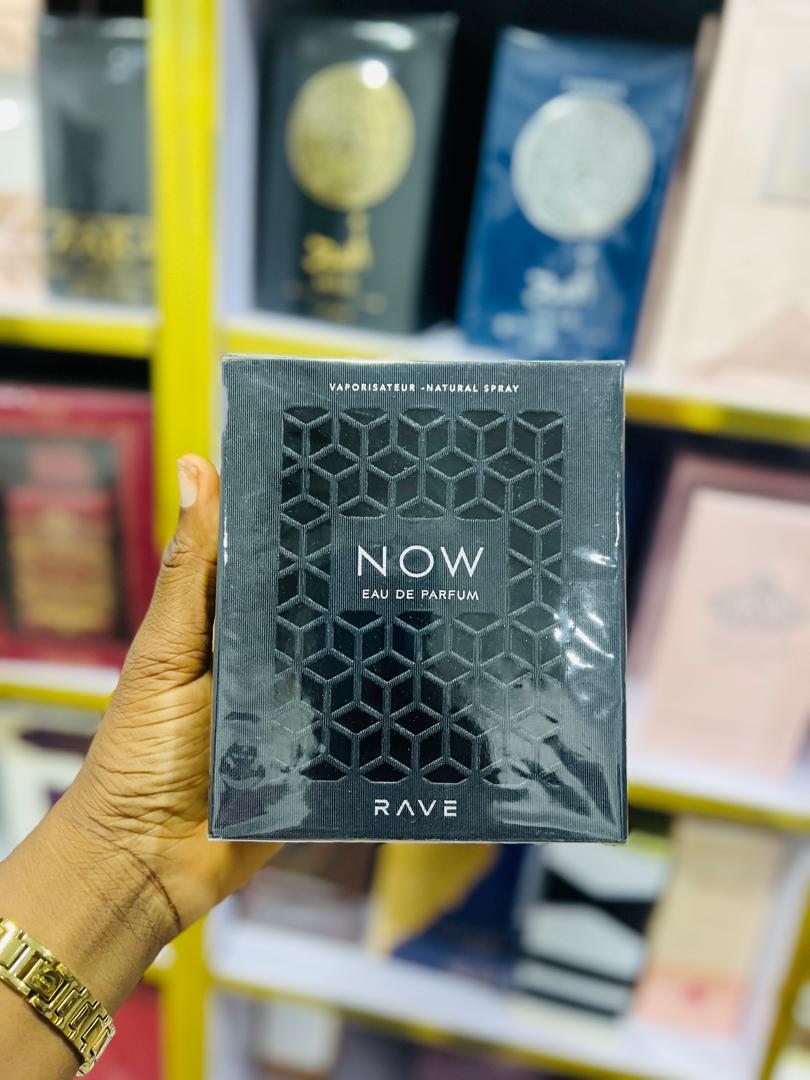 VAPORISATEUR -NATURAL SPRAY
NOW
EAU DE PARFUM
RAVE